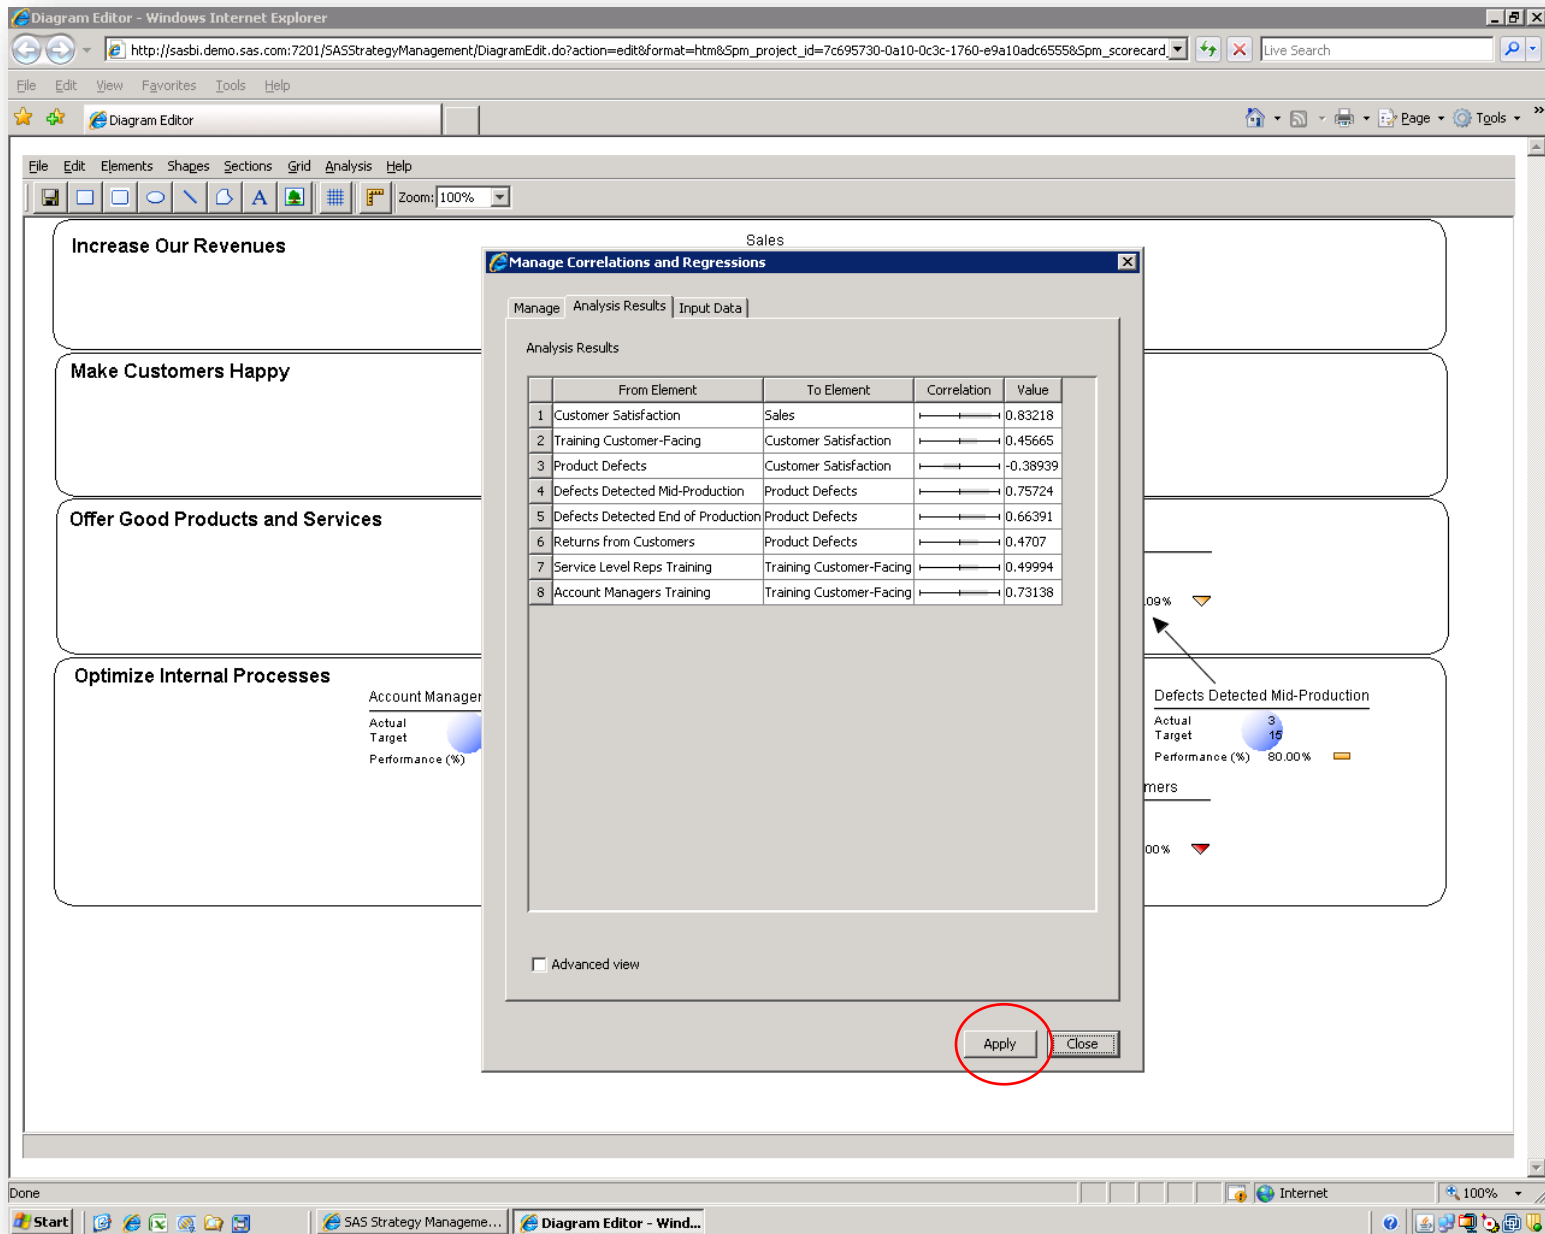 Diagram Editor - Windows Internet Explorer
http://sasbi.demo.sas.com:7201/SASStrategyManagement/DiagramEdit.do?action=edit&format=htm&Spm_project_id=7c695730-0a10-0c3c-1760-e9a10adc6555&Spm_scorecard_
Live Search
File Edit View Favorites Tools Help
Diagram Editor
Page Tools
File Edit Elements Shapes Sections Grid Analysis Help
A Zoom: 100%
Increase Our Revenues
Sales
Manage Correlations and Regressions
Manage Analysis Results Input Data
Analysis Results
From Element To Element Correlation Value
1 Customer Satisfaction Sales 0.83218
2 Training Customer-Facing Customer Satisfaction 0.45665
3 Product Defects Customer Satisfaction -0.38939
4 Defects Detected Mid-Production Product Defects 0.75724
5 Defects Detected End of Production Product Defects 0.66391
6 Returns from Customers Product Defects 0.4707
7 Service Level Reps Training Training Customer-Facing 0.49994
8 Account Managers Training Training Customer-Facing 0.73138
Advanced view
Apply Close
Make Customers Happy
Offer Good Products and Services
.09%
Optimize Internal Processes
Account Manager
Actual
Target
Performance (%)
Defects Detected Mid-Production
Actual 3
Target 15
Performance (%) 80.00%
mers
00%
Done
Internet
100%
Start
SAS Strategy Manageme...
Diagram Editor - Wind...